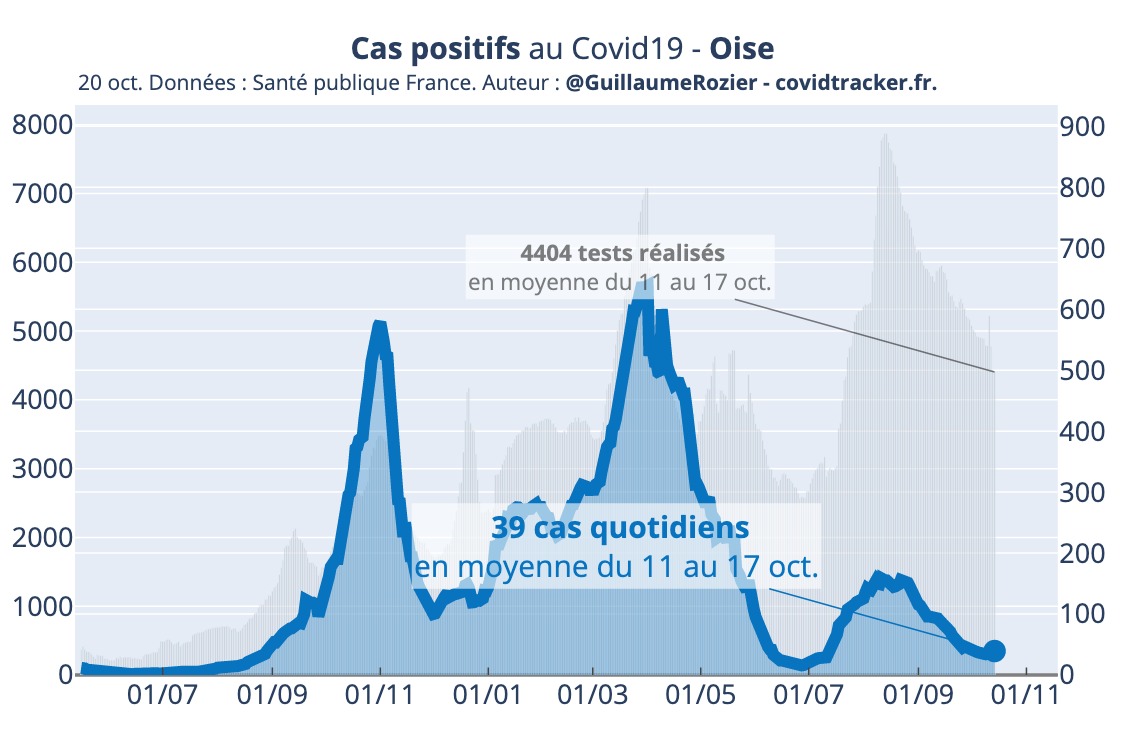 Cas positifs au Covid19 - Oise
20 oct. Données : Santé publique France. Auteur : @GuillaumeRozier - covidtracker.fr.
8000
7000
6000
5000
4000
3000
2000
1000
0
900
800
700
600
500
400
300
200
100
0
4404 tests réalisés
en moyenne du 11 au 17 oct.
39 cas quotidiens
en moyenne du 11 au 17 oct.
01/07 01/09 01/11 01/01 01/03 01/05 01/07 01/09 01/11